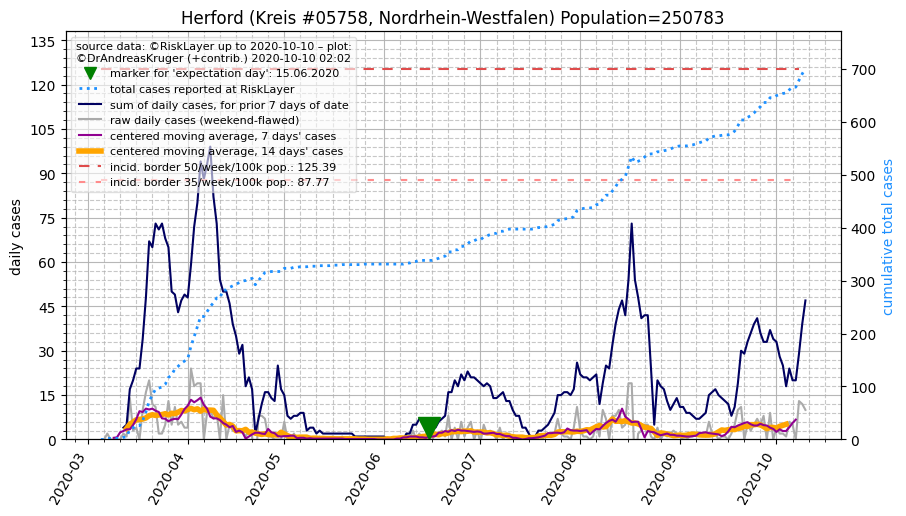 Herford (Kreis #05758, Nordrhein-Westfalen) Population=250783
source data: ©RiskLayer up to 2020-10-10 – plot:
©DrAndreasKruger (+contrib.) 2020-10-10 02:02
marker for 'expectation day': 15.06.2020
total cases reported at RiskLayer
sum of daily cases, for prior 7 days of date
raw daily cases (weekend-flawed)
centered moving average, 7 days' cases
centered moving average, 14 days' cases
incid. border 50/week/100k pop.: 125.39
incid. border 35/week/100k pop.: 87.77
daily cases
135
120
105
90
75
60
45
30
15
0
700
600
500
400
300
200
100
0
cumulative total cases
2020-03
2020-04
2020-05
2020-06
2020-07
2020-08
2020-09
2020-10